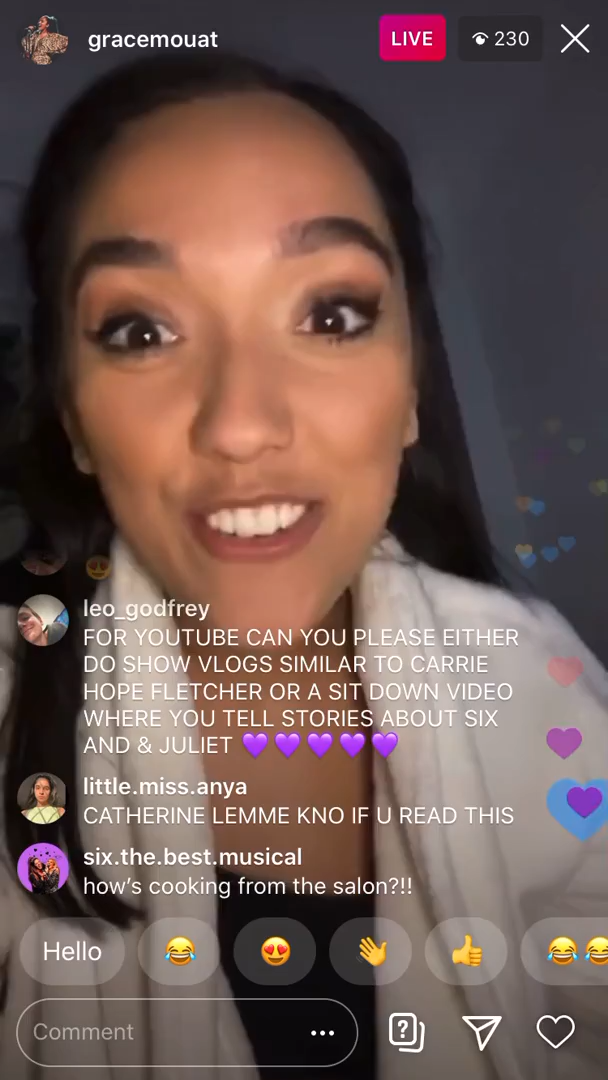 gracemouat
LIVE
230
leo_godfrey
FOR YOUTUBE CAN YOU PLEASE EITHER
DO SHOW VLOGS SIMILAR TO CARRIE
HOPE FLETCHER OR A SIT DOWN VIDEO
WHERE YOU TELL STORIES ABOUT SIX
AND & JULIET 💜💜💜💜💜
little.miss.anya
CATHERINE LEMME KNO IF U READ THIS
six.the.best.musical
how’s cooking from the salon?!!
Hello
Comment